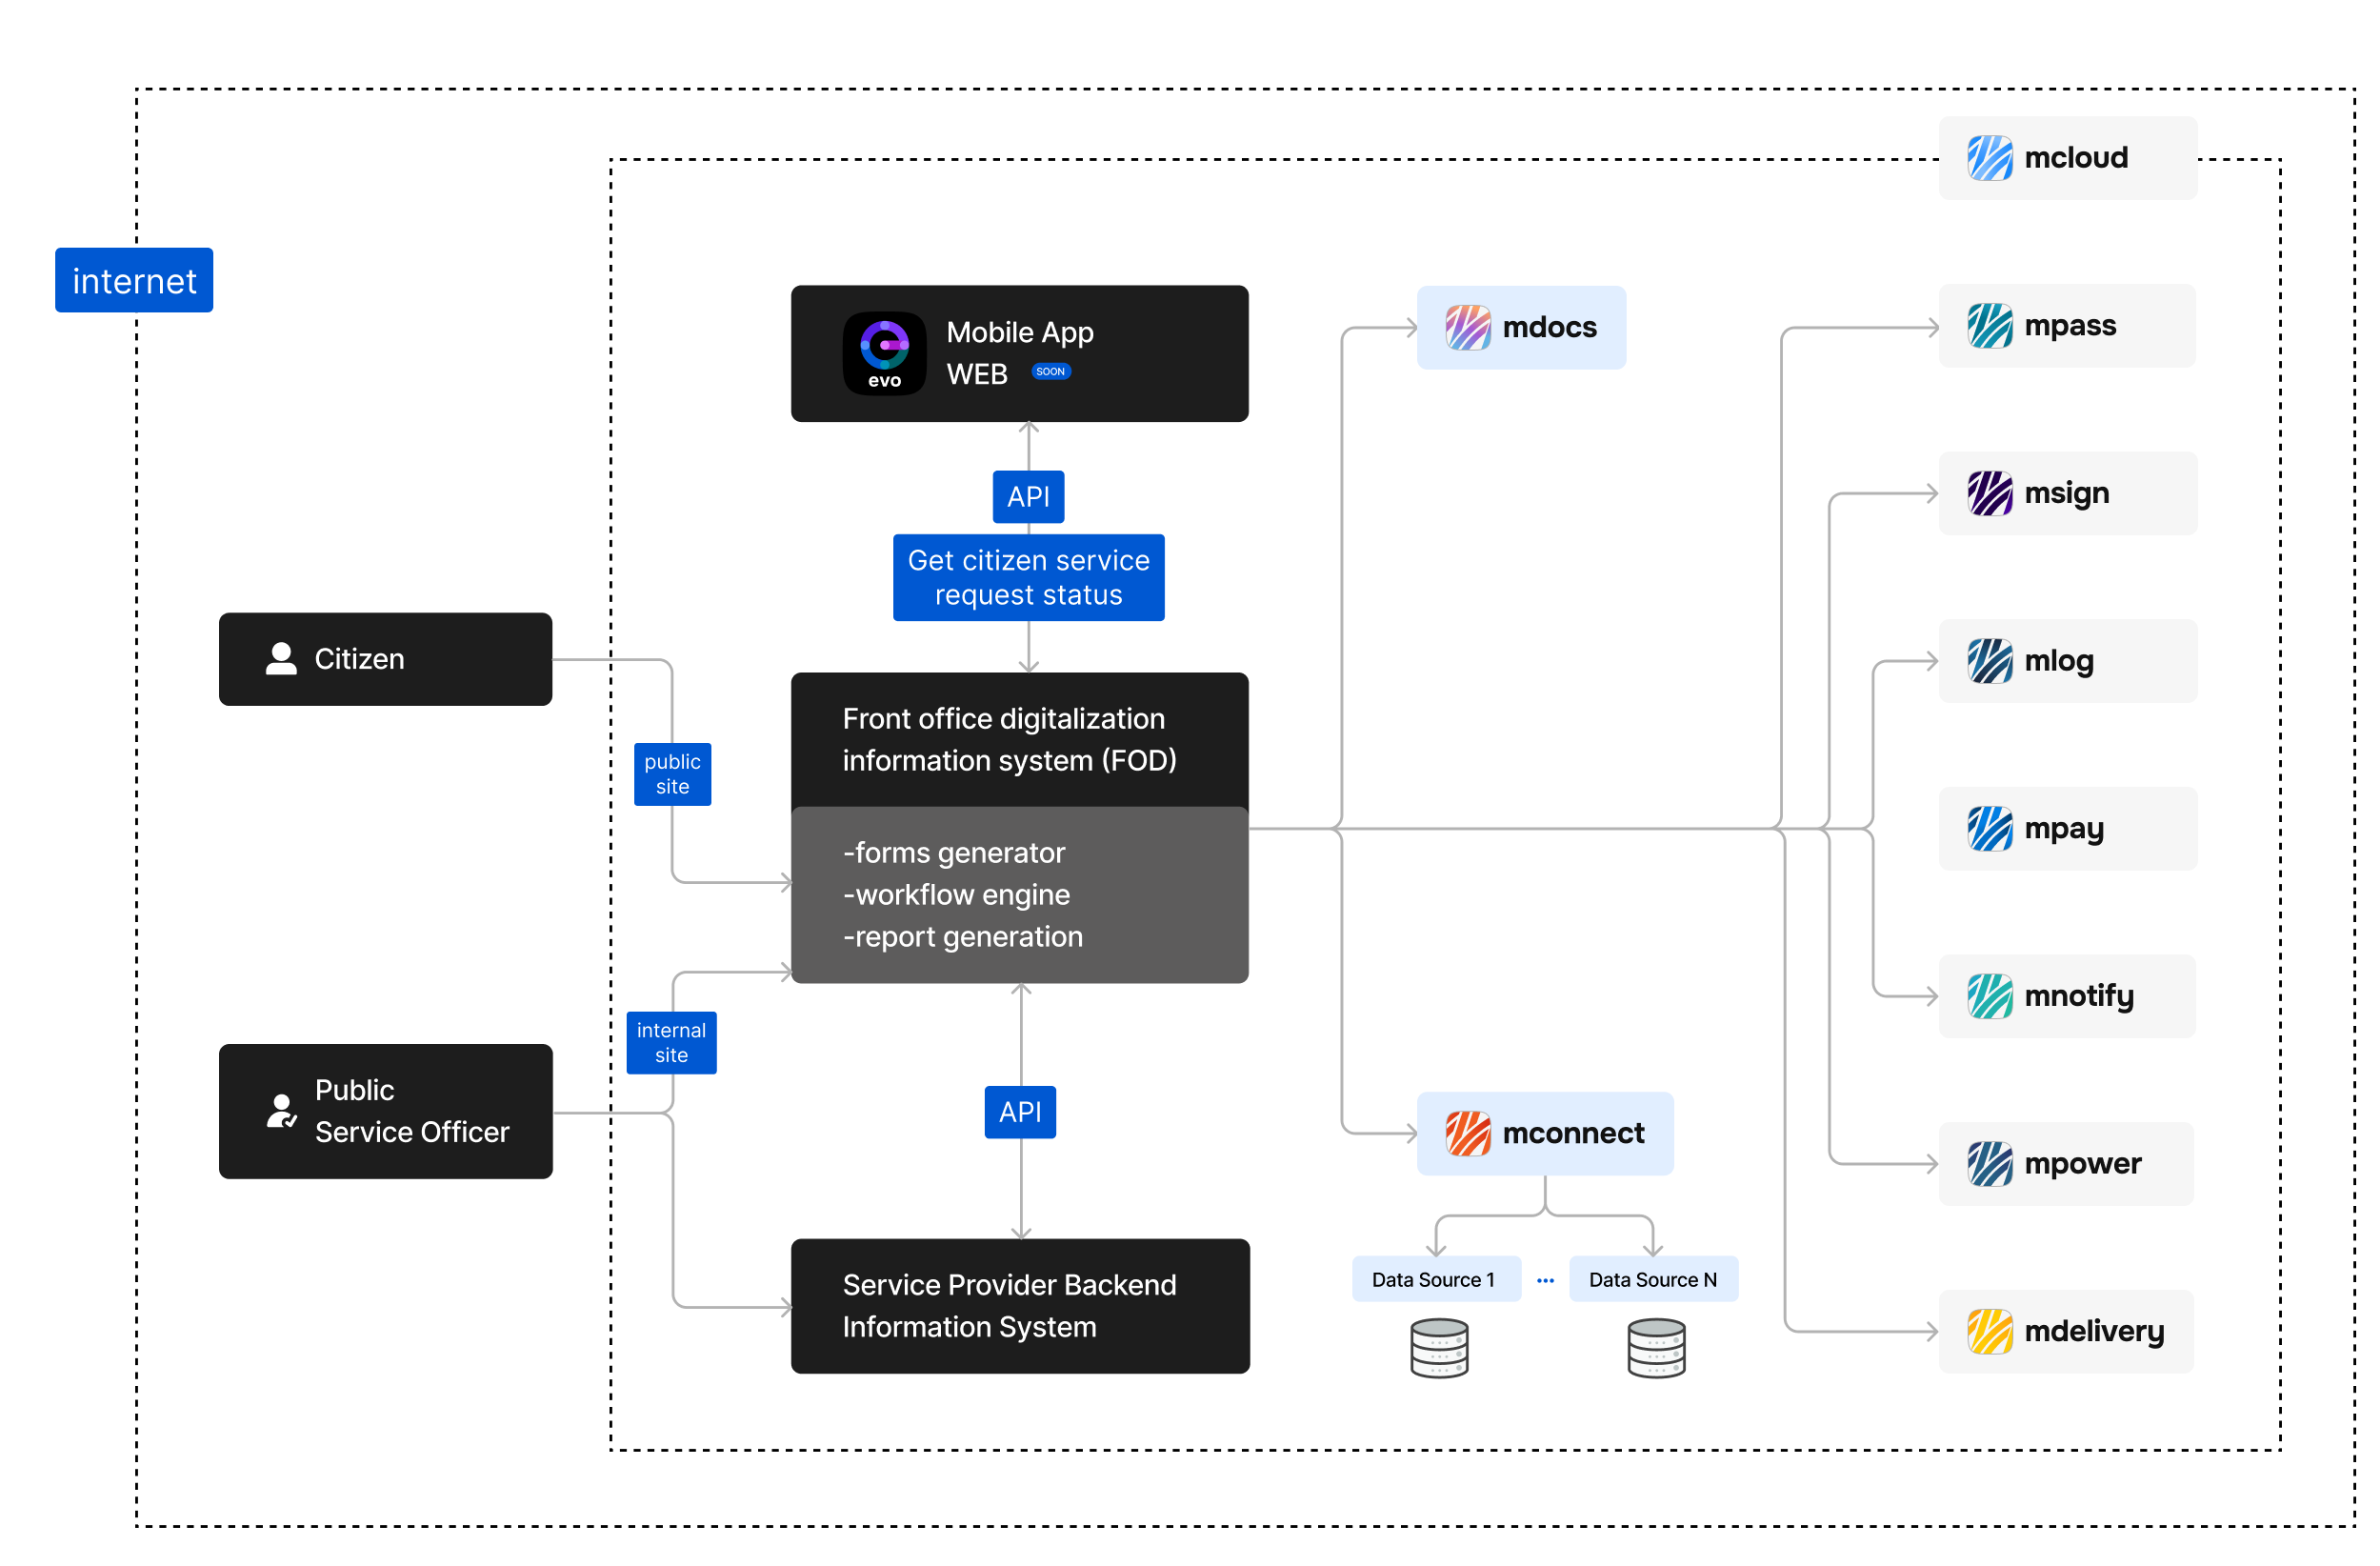 internet
mcloud
evo
Mobile App
WEB
SOON
API
Get citizen service
request status
Citizen
public
site
Front office digitalization
information system (FOD)
-forms generator
-workflow engine
-report generation
Public
Service Officer
internal
site
API
Service Provider Backend
Information System
mdocs
mconnect
Data Source 1
...
Data Source N
mpass
msign
mlog
mpay
mnotify
mpower
mdelivery